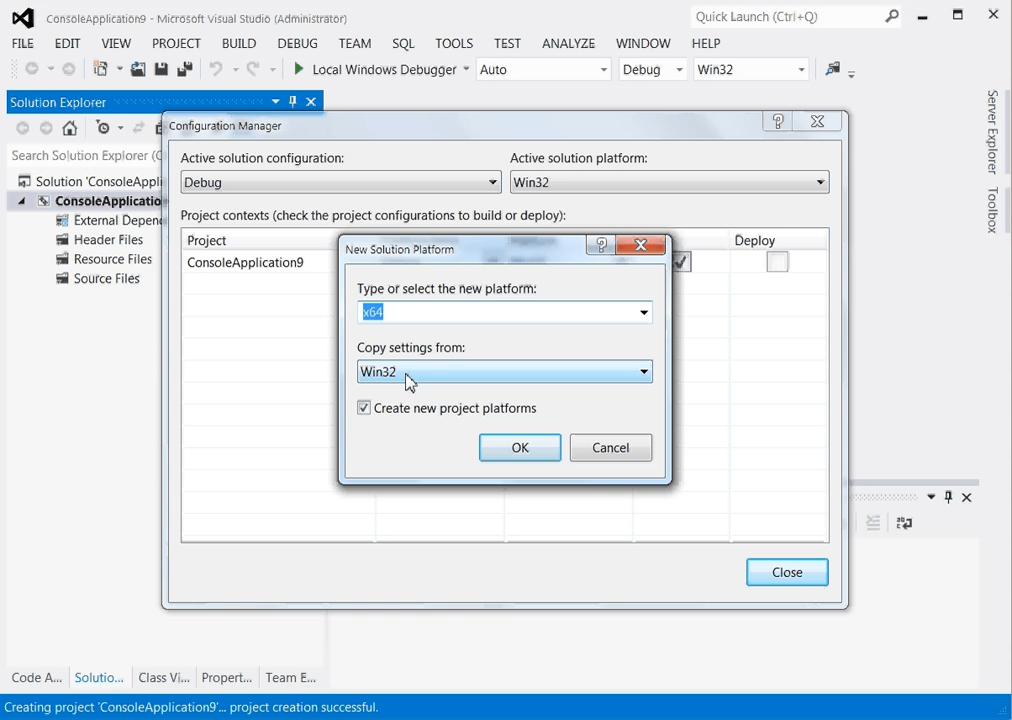 ConsoleApplication9 - Microsoft Visual Studio (Administrator)
Quick Launch (Ctrl+Q)
FILE EDIT VIEW PROJECT BUILD DEBUG TEAM SQL TOOLS TEST ANALYZE WINDOW HELP
Local Windows Debugger Auto Debug Win32
Solution Explorer
Search Solution Explorer (C
Solution 'ConsoleAppli
ConsoleApplicatio
External Depen
Header Files
Resource Files
Source Files
Configuration Manager
Active solution configuration:
Active solution platform:
Debug
Win32
Project contexts (check the project configurations to build or deploy):
Project
Deploy
ConsoleApplication9
New Solution Platform
Type or select the new platform:
x64
Copy settings from:
Win32
Create new project platforms
OK
Cancel
Close
Server Explorer
Toolbox
Code A... Solutio... Class Vi... Propert... Team E...
Creating project 'ConsoleApplication9'... project creation successful.